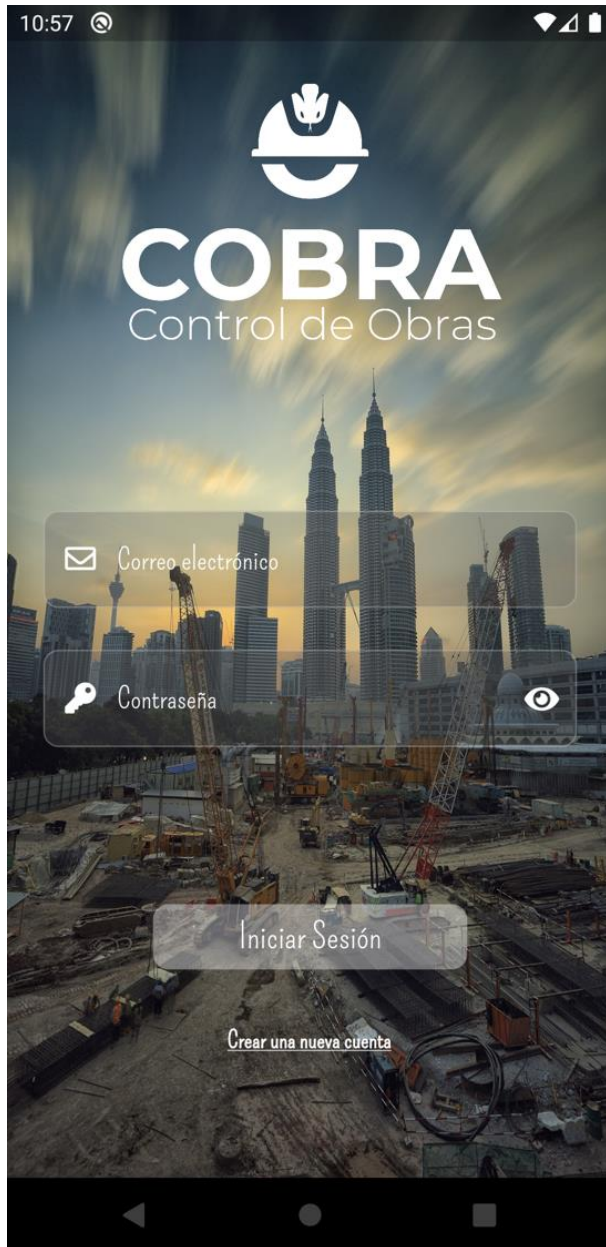 10:57
COBRA
Control de Obras
Correo electrónico
Contraseña
Iniciar Sesión
Crear una nueva cuenta